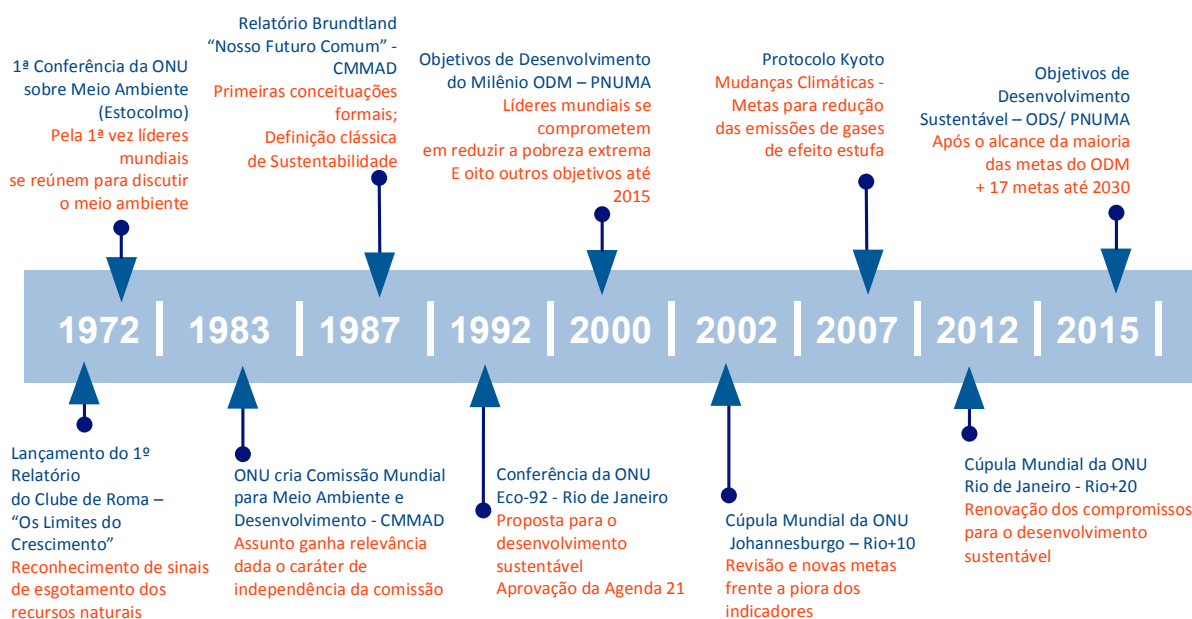 1ª Conferência da ONU
sobre Meio Ambiente
(Estocolmo)
Pela 1ª vez líderes
mundiais
se reúnem para discutir
o meio ambiente
Relatório Brundtland
“Nosso Futuro Comum” -
CMMAD
Primeiras conceituações
formais;
Definição clássica
de Sustentabilidade
Objetivos de Desenvolvimento
do Milênio ODM – PNUMA
Líderes mundiais se
comprometem
em reduzir a pobreza extrema
E oito outros objetivos até
2015
Protocolo Kyoto
Mudanças Climáticas -
Metas para redução
das emissões de gases
de efeito estufa
Objetivos de
Desenvolvimento
Sustentável – ODS/ PNUMA
Após o alcance da maioria
das metas do ODM
+ 17 metas até 2030
1972 1983 1987 1992 2000 2002 2007 2012 2015
Lançamento do 1º
Relatório
do Clube de Roma –
“Os Limites do
Crescimento”
Reconhecimento de sinais
de esgotamento dos
recursos naturais
ONU cria Comissão Mundial
para Meio Ambiente e
Desenvolvimento - CMMAD
Assunto ganha relevância
dada o caráter de
independência da comissão
Conferência da ONU
Eco-92 - Rio de Janeiro
Proposta para o
desenvolvimento
sustentável
Aprovação da Agenda 21
Cúpula Mundial da ONU
Johannesburgo – Rio+10
Revisão e novas metas
frente a piora dos
indicadores
Cúpula Mundial da ONU
Rio de Janeiro - Rio+20
Renovação dos compromissos
para o desenvolvimento
sustentável